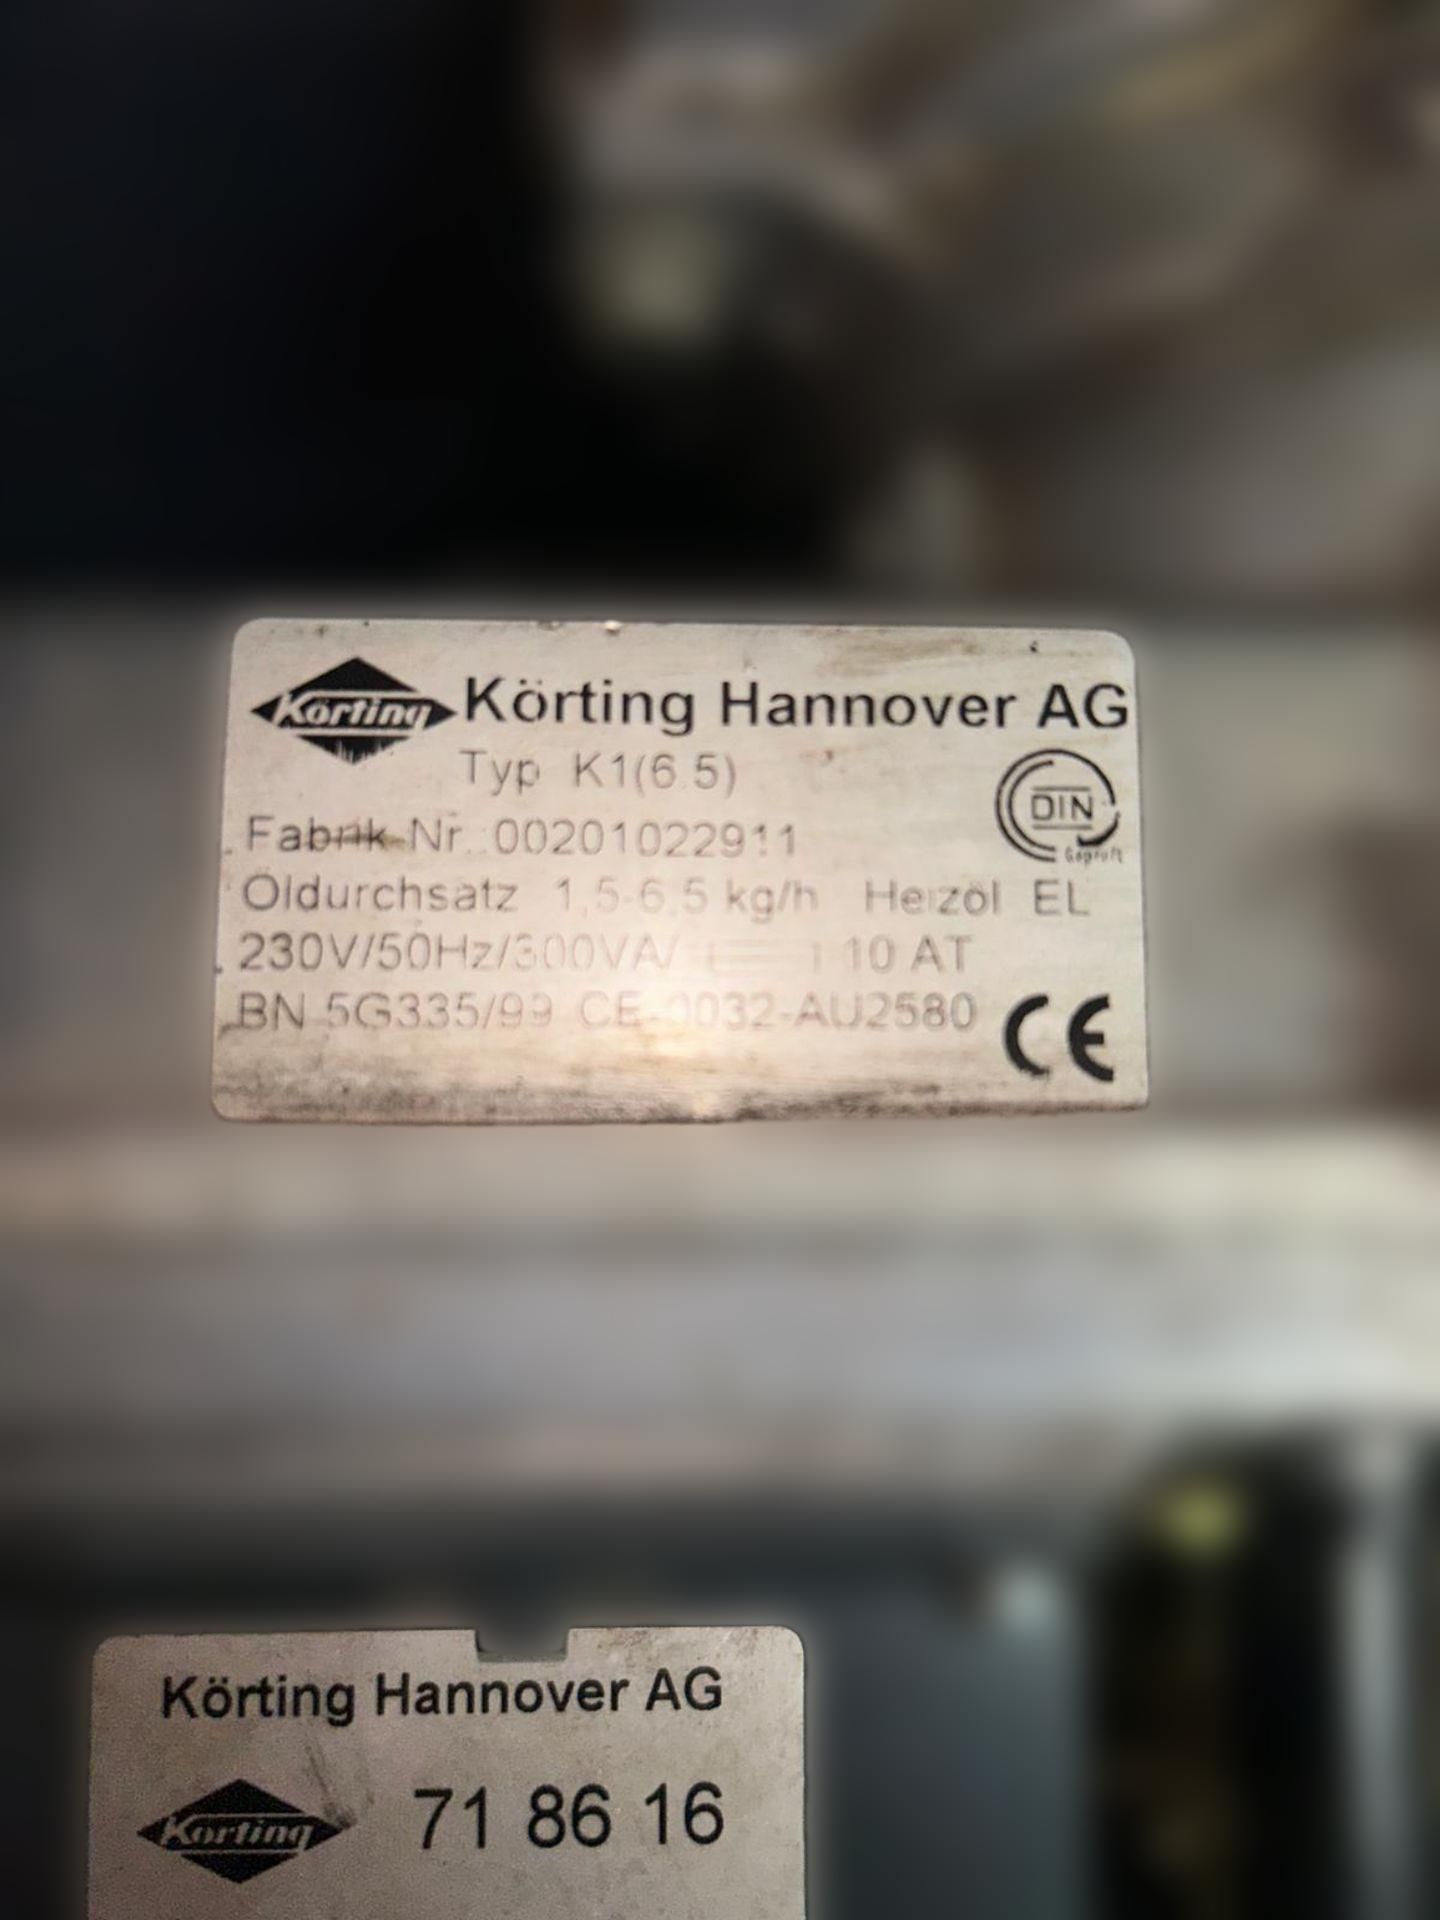 Körting Körting Hannover AG
Typ K1(6.5)
DIN
Geprüft
Fabrik-Nr.:00201022911
Öldurchsatz 1,5-6,5 kg/h Heizöl EL
230V/50Hz/300VA/ 10 AT
BN 5G335/99 CE-0032-AU2580
CE
Körting Hannover AG
Körting 71 86 16